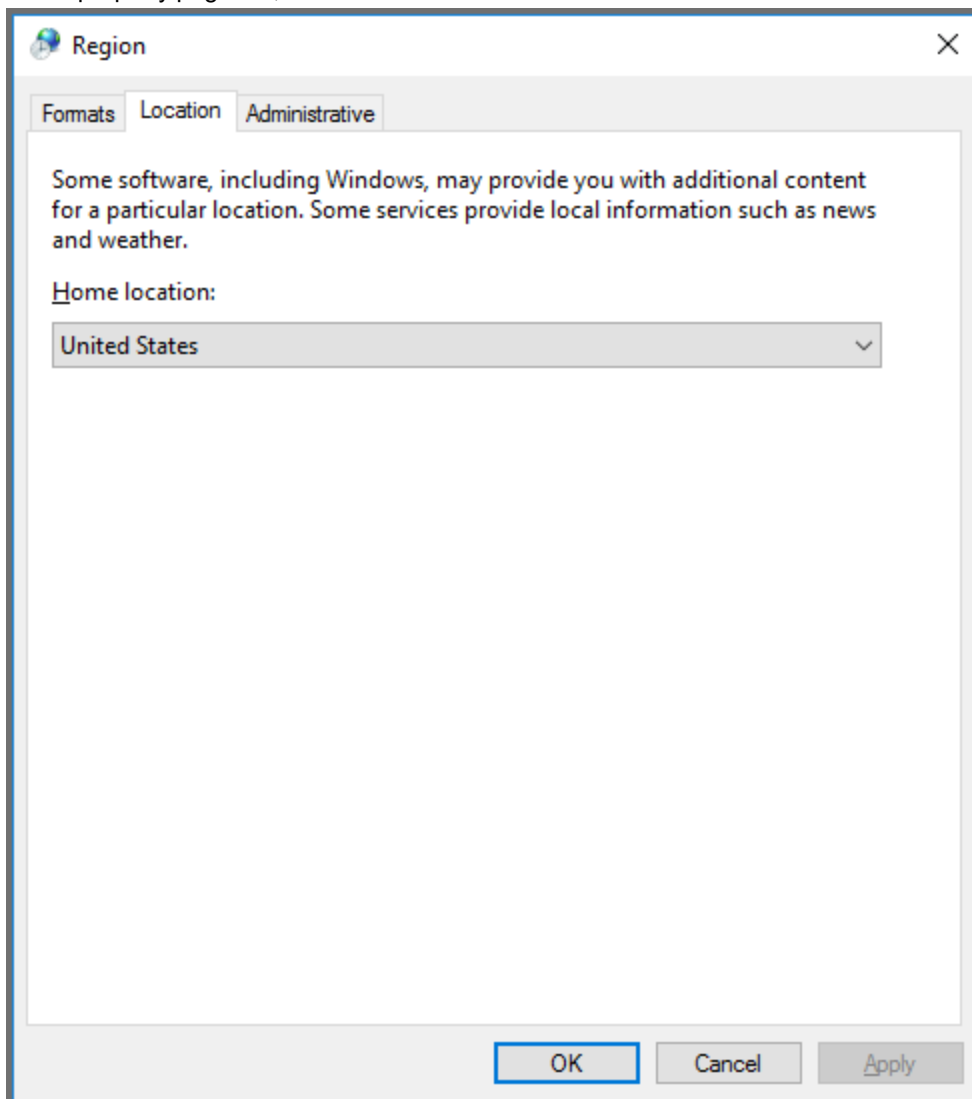 Region
Formats Location Administrative
Some software, including Windows, may provide you with additional content
for a particular location. Some services provide local information such as news
and weather.
Home location:
United States
OK Cancel Apply